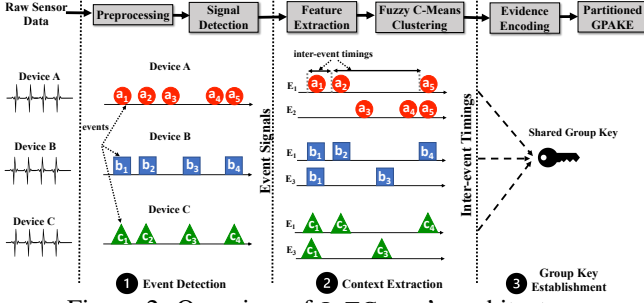 Raw Sensor Data
Preprocessing
Signal Detection
Feature Extraction
Fuzzy C-Means Clustering
Evidence Encoding
Partitioned GPAKE
Device A
Device A
a1 a2 a3 a4 a5
events
inter-event timings
E1 a1 a2 a5
E2 a3 a4 a5
Device B
Device B
b1 b2 b3 b4
E1 b1 b2 b4
E3 b1 b3
Device C
Device C
c1 c2 c3 c4
E1 c1 c2 c4
E3 c1 c3
Event Signals
Inter-event Timings
Shared Group Key
1 Event Detection
2 Context Extraction
3 Group Key Establishment